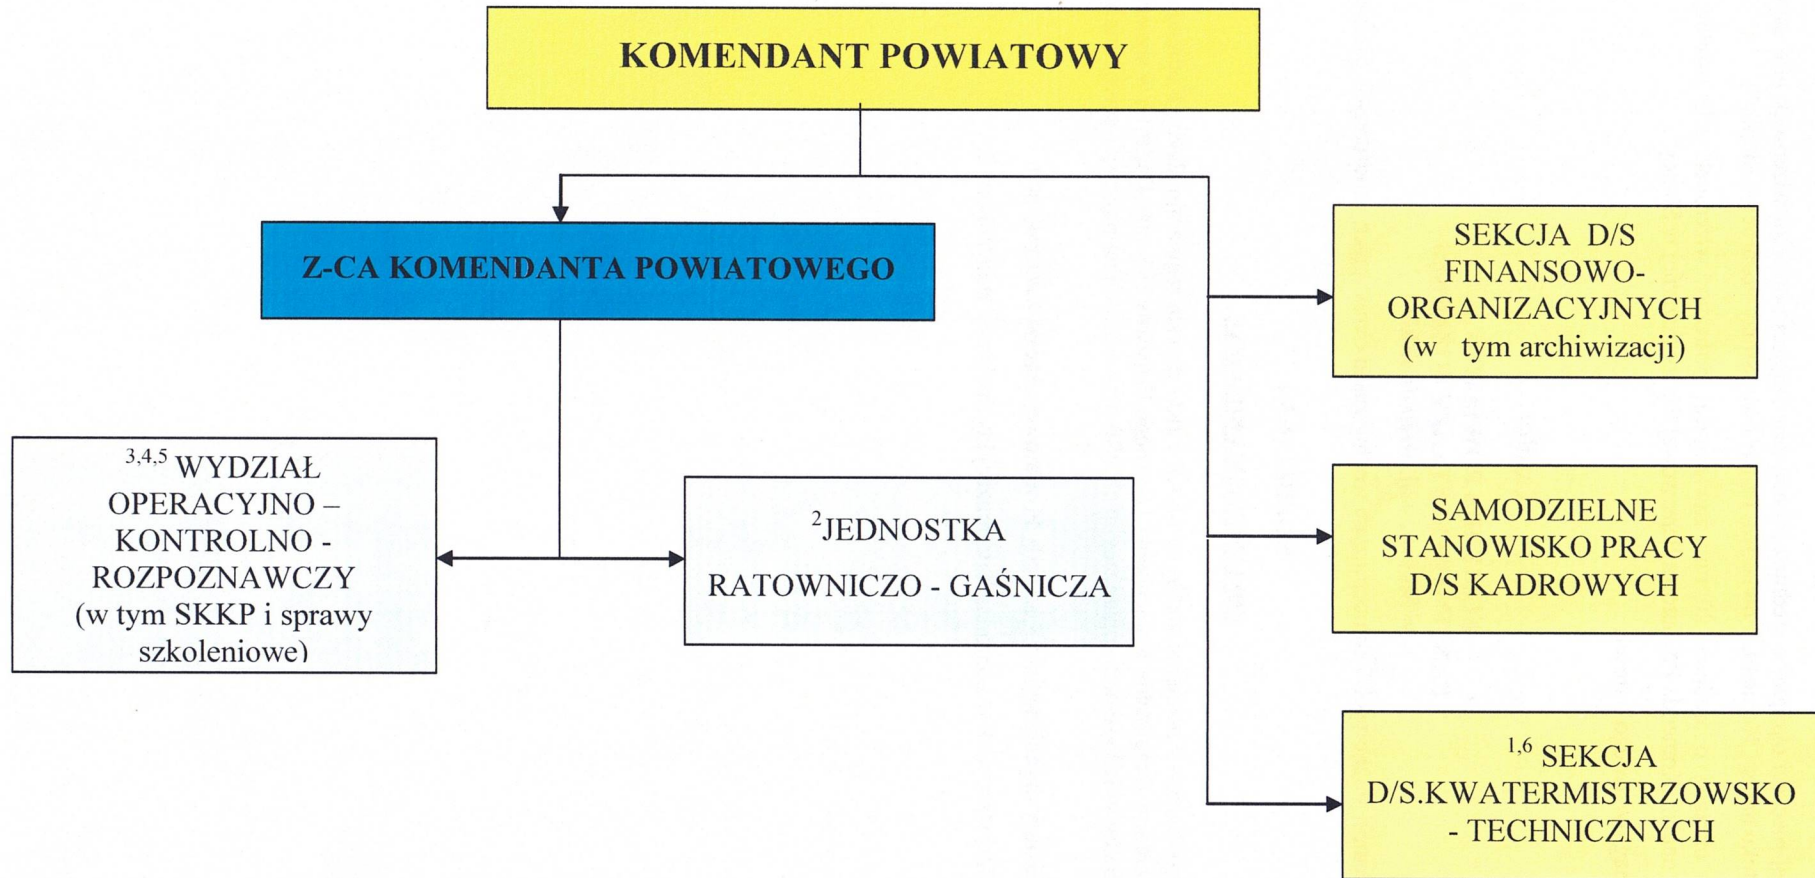 KOMENDANT POWIATOWY
Z-CA KOMENDANTA POWIATOWEGO
SEKCJA D/S
FINANSOWO-
ORGANIZACYJNYCH
(w tym archiwizacji)
3,4,5 WYDZIAŁ
OPERACYJNO –
KONTROLNO -
ROZPOZNAWCZY
(w tym SKKP i sprawy
szkoleniowe)
2JEDNOSTKA
RATOWNICZO - GAŚNICZA
SAMODZIELNE
STANOWISKO PRACY
D/S KADROWYCH
1,6 SEKCJA
D/S.KWATERMISTRZOWSKO
- TECHNICZNYCH